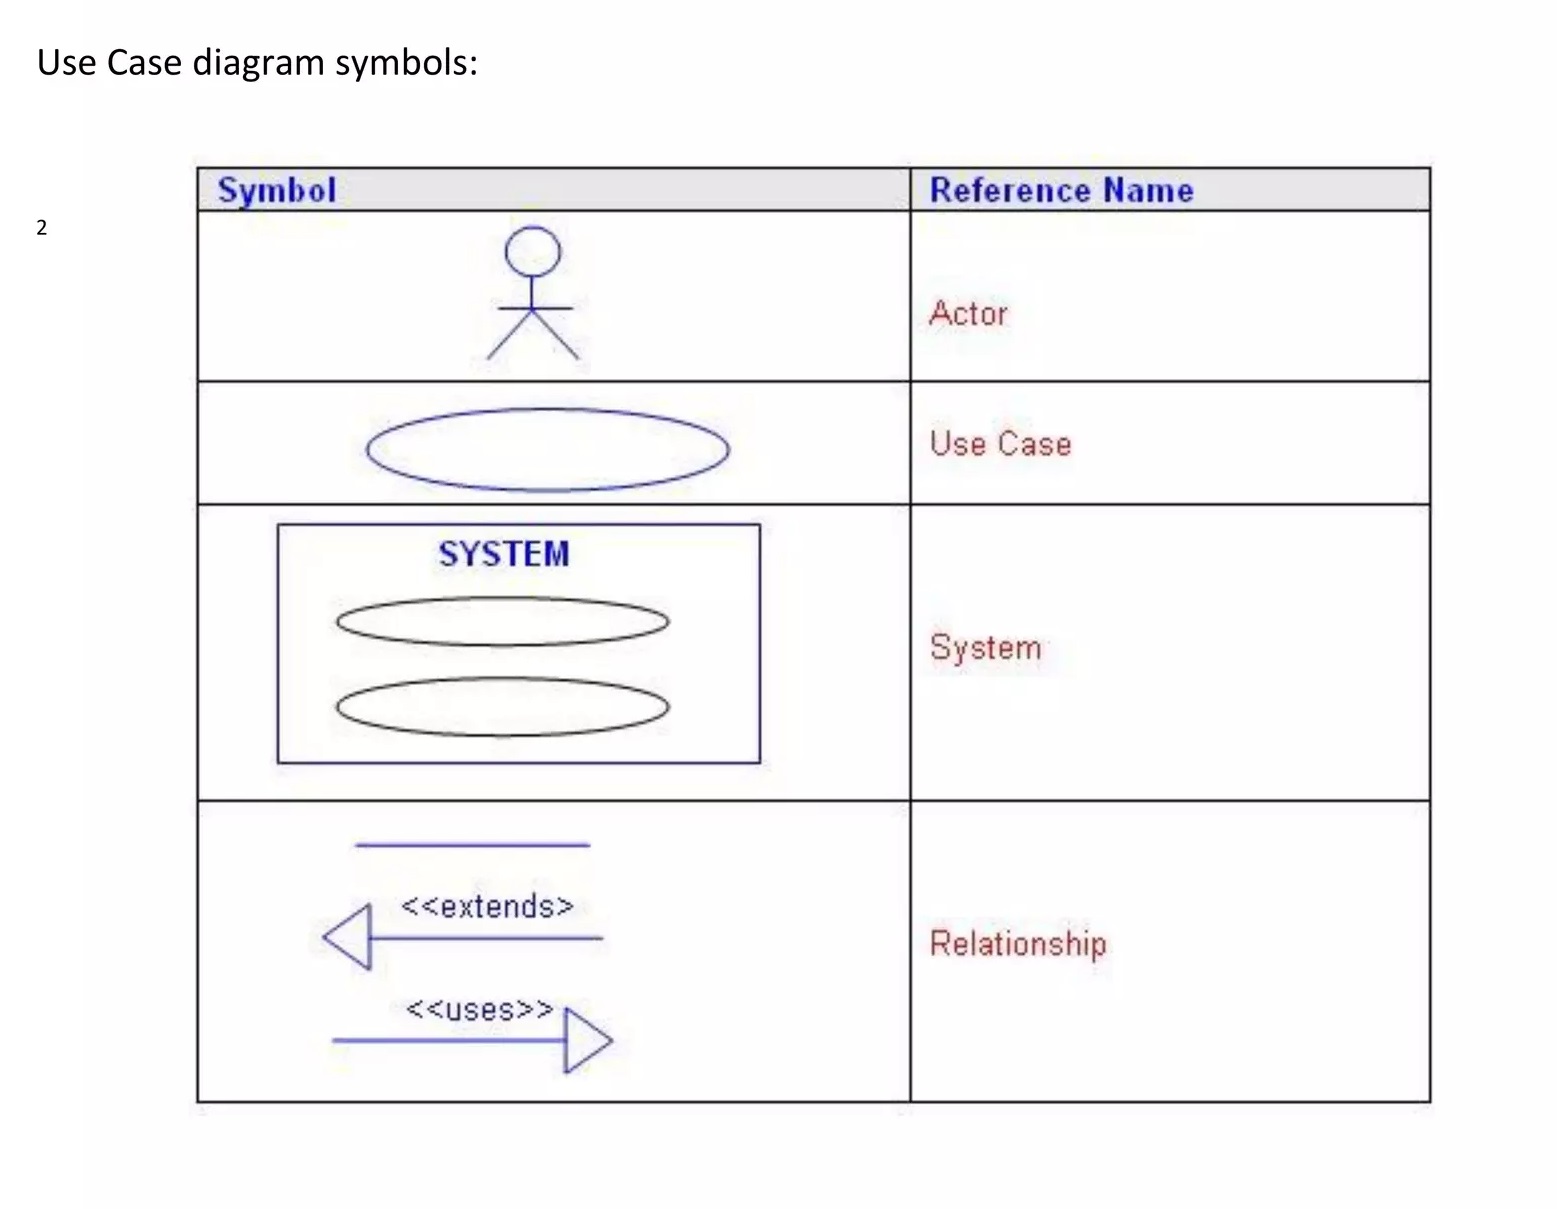 Use Case diagram symbols:
Symbol Reference Name
2
Actor
Use Case
SYSTEM
System
<<extends>
Relationship
<<uses>>